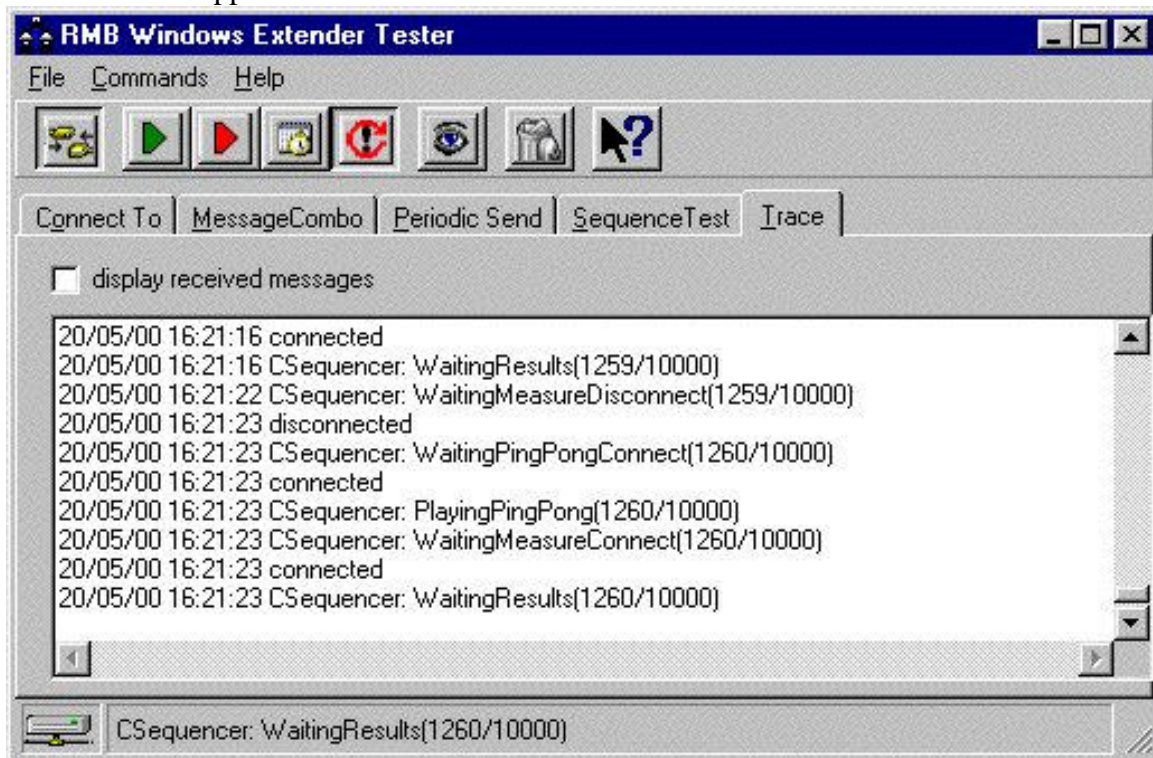 RMB Windows Extender Tester
File Commands Help
Connect To MessageCombo Periodic Send SequenceTest Trace
display received messages
20/05/00 16:21:16 connected
20/05/00 16:21:16 CSequencer: WaitingResults(1259/10000)
20/05/00 16:21:22 CSequencer: WaitingMeasureDisconnect(1259/10000)
20/05/00 16:21:23 disconnected
20/05/00 16:21:23 CSequencer: WaitingPingPongConnect(1260/10000)
20/05/00 16:21:23 connected
20/05/00 16:21:23 CSequencer: PlayingPingPong(1260/10000)
20/05/00 16:21:23 CSequencer: WaitingMeasureConnect(1260/10000)
20/05/00 16:21:23 connected
20/05/00 16:21:23 CSequencer: WaitingResults(1260/10000)
CSequencer: WaitingResults(1260/10000)